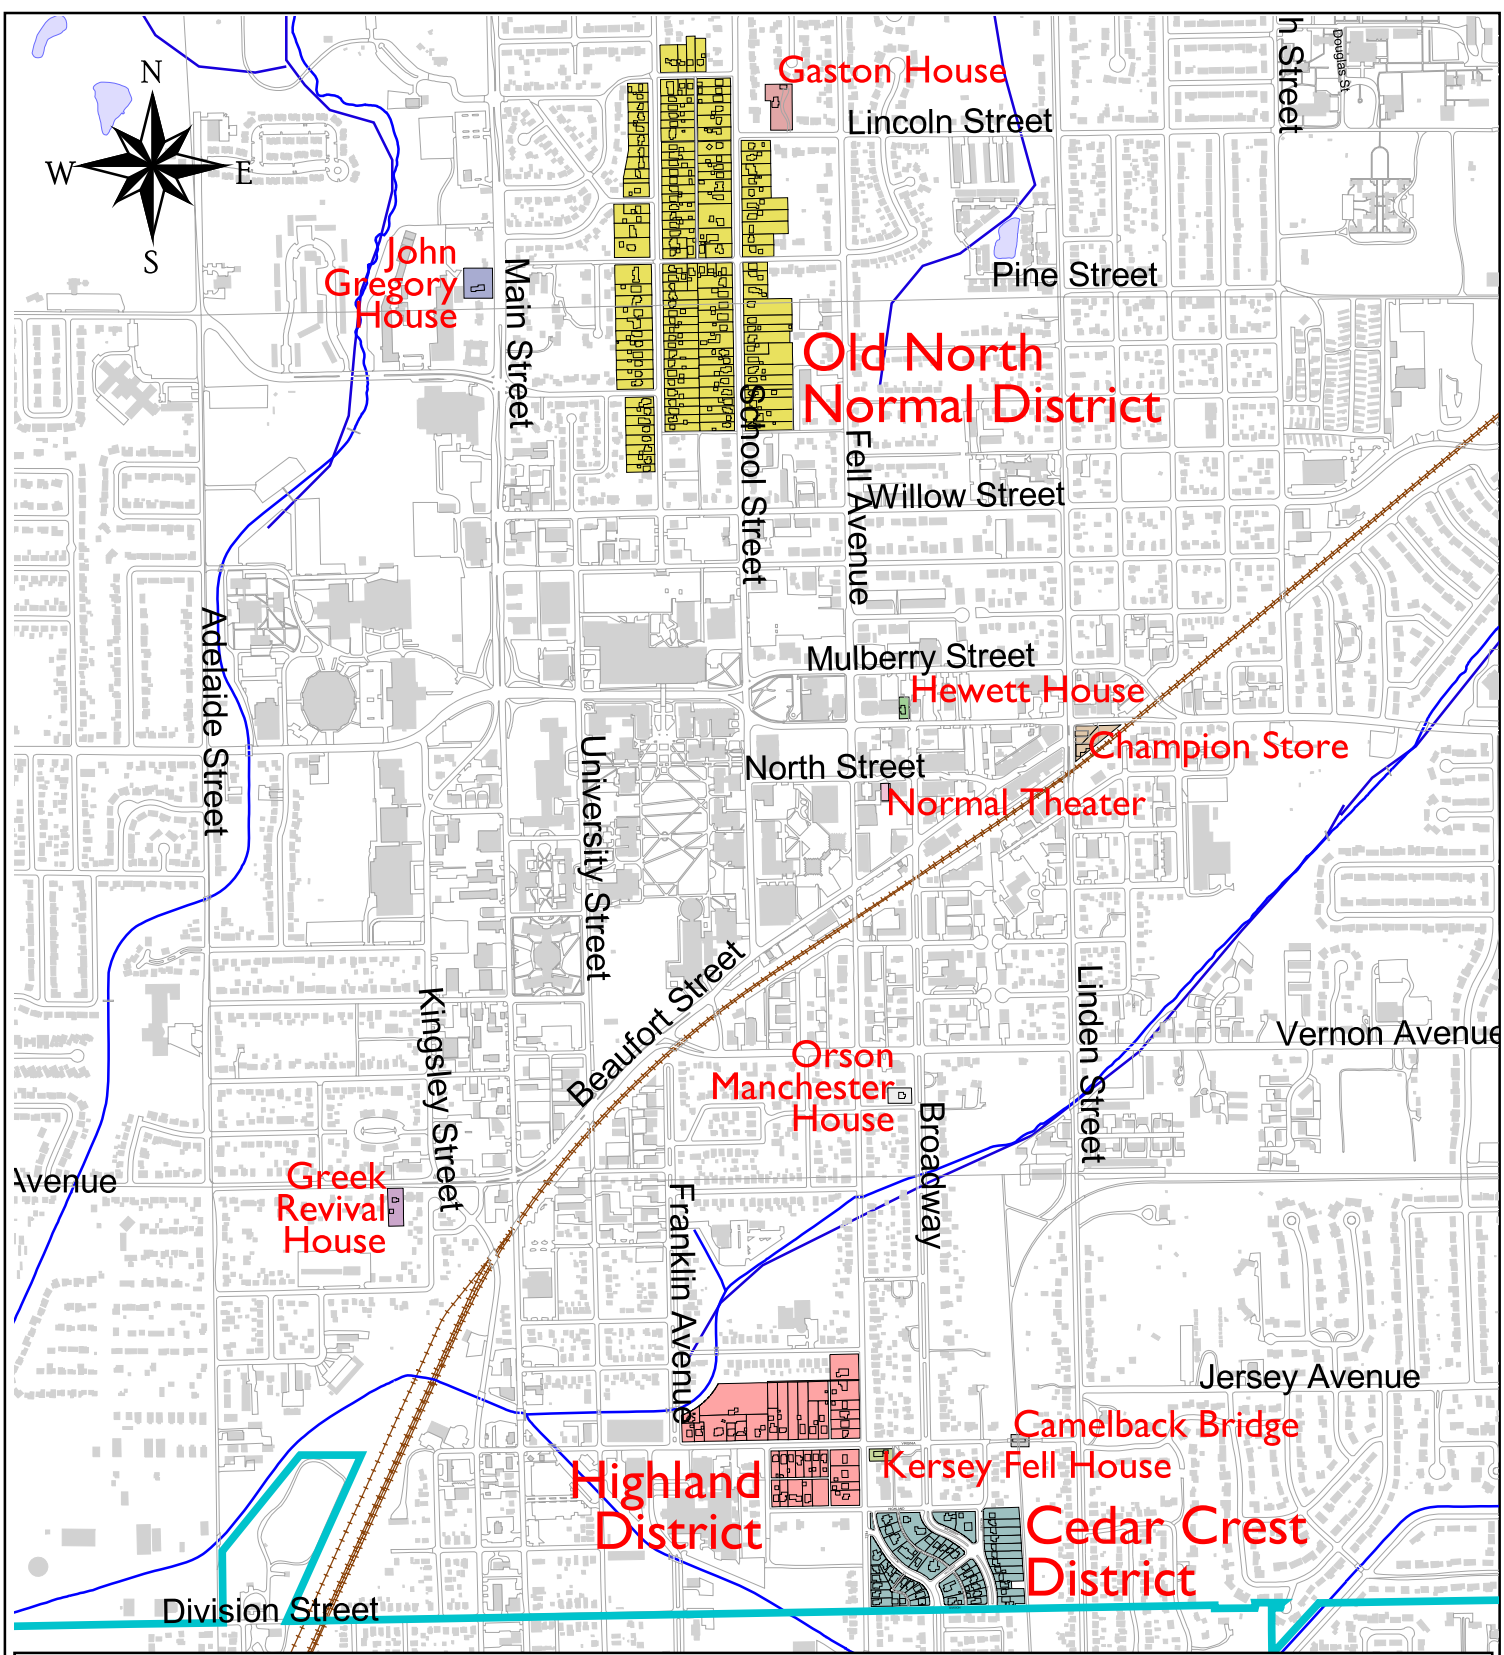 h Street
Douglas St
N
Gaston House
Lincoln Street
W
E
S
John
Gregory
House
Main Street
Pine Street
Old North
Normal District
School Street
Fell Avenue
Willow Street
Adelaide Street
Mulberry Street
Hewett House
Champion Store
University Street
North Street
Normal Theater
Beaufort Street
Kingsley Street
Linden Street
Vernon Avenue
Orson
Manchester
House
Broadway
Avenue
Greek
Revival
House
Franklin Avenue
Jersey Avenue
Camelback Bridge
Kersey Fell House
Highland
District
Cedar Crest
District
Division Street